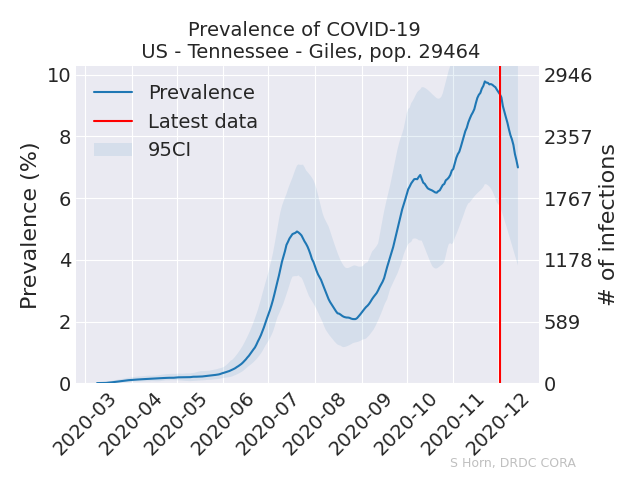 Prevalence of COVID-19
US - Tennessee - Giles, pop. 29464
Prevalence
Latest data
95CI
Prevalence (%)
10
8
6
4
2
0
2946
2357
1767
1178
589
0
# of infections
2020-03
2020-04
2020-05
2020-06
2020-07
2020-08
2020-09
2020-10
2020-11
2020-12
S Horn, DRDC CORA